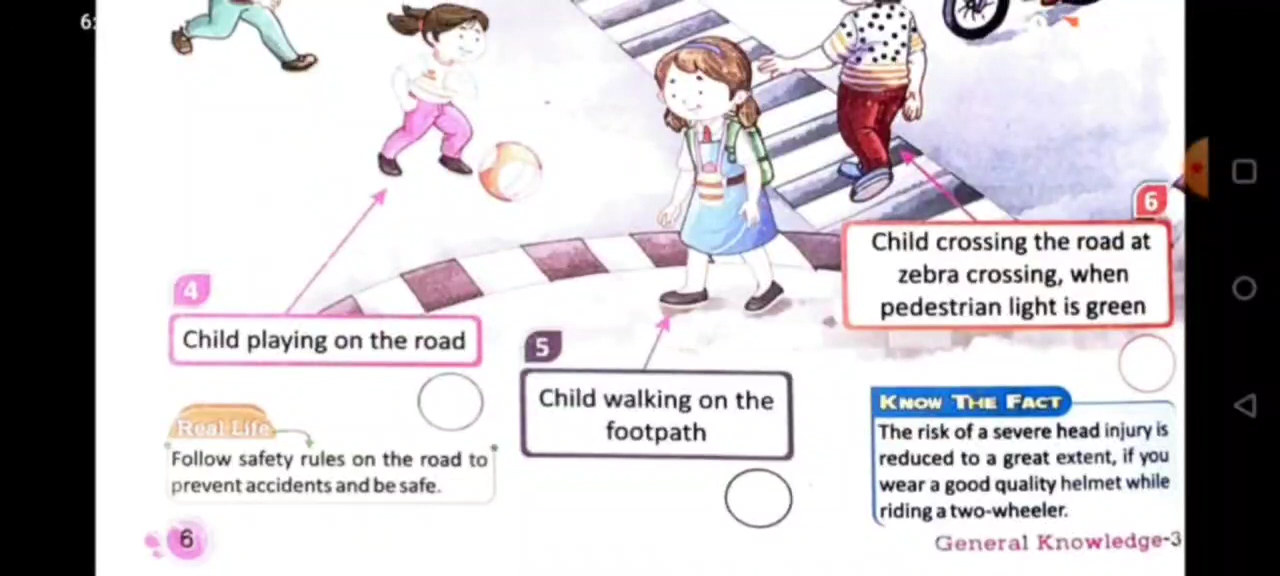 6:
6
Child crossing the road at
zebra crossing, when
pedestrian light is green
4
Child playing on the road
5
Child walking on the
footpath
KNOW THE FACT
The risk of a severe head injury is
reduced to a great extent, if you
wear a good quality helmet while
riding a two-wheeler.
Real Life
Follow safety rules on the road to
prevent accidents and be safe.
6
General Knowledge-3